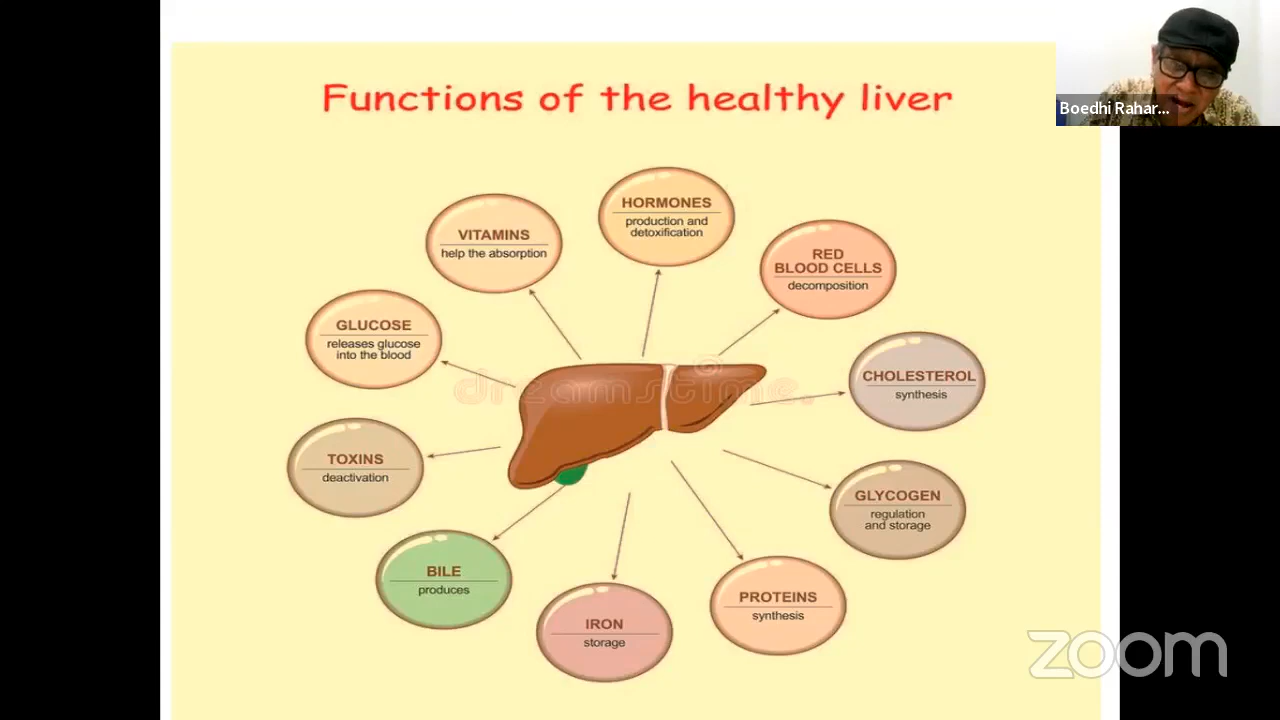 Functions of the healthy liver
Boedhi Rahar...
HORMONES
production and
detoxification
VITAMINS
help the absorption
RED
BLOOD CELLS
decomposition
GLUCOSE
releases glucose
into the blood
CHOLESTEROL
synthesis
dreamstime.
TOXINS
deactivation
GLYCOGEN
regulation
and storage
BILE
produces
PROTEINS
synthesis
IRON
storage
zoom